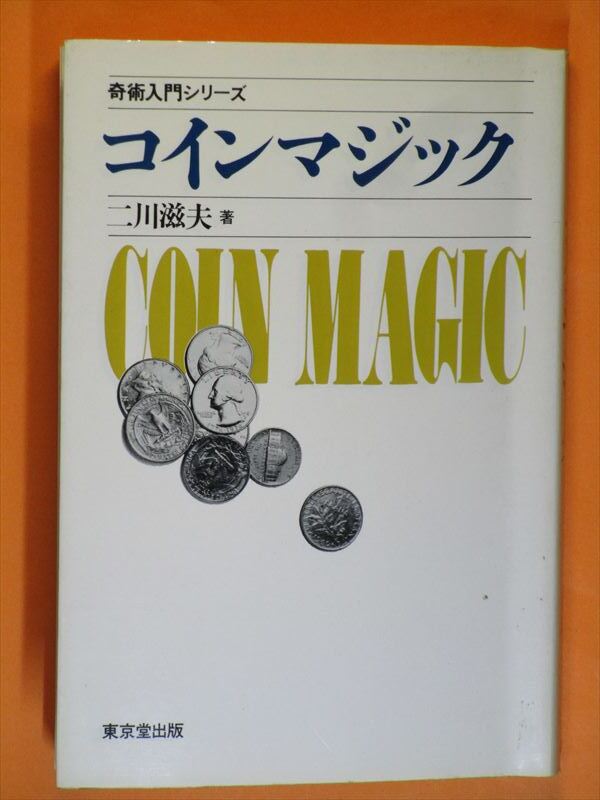 奇術入門シリーズ
コインマジック
二川滋夫 著
COIN MAGIC
東京堂出版